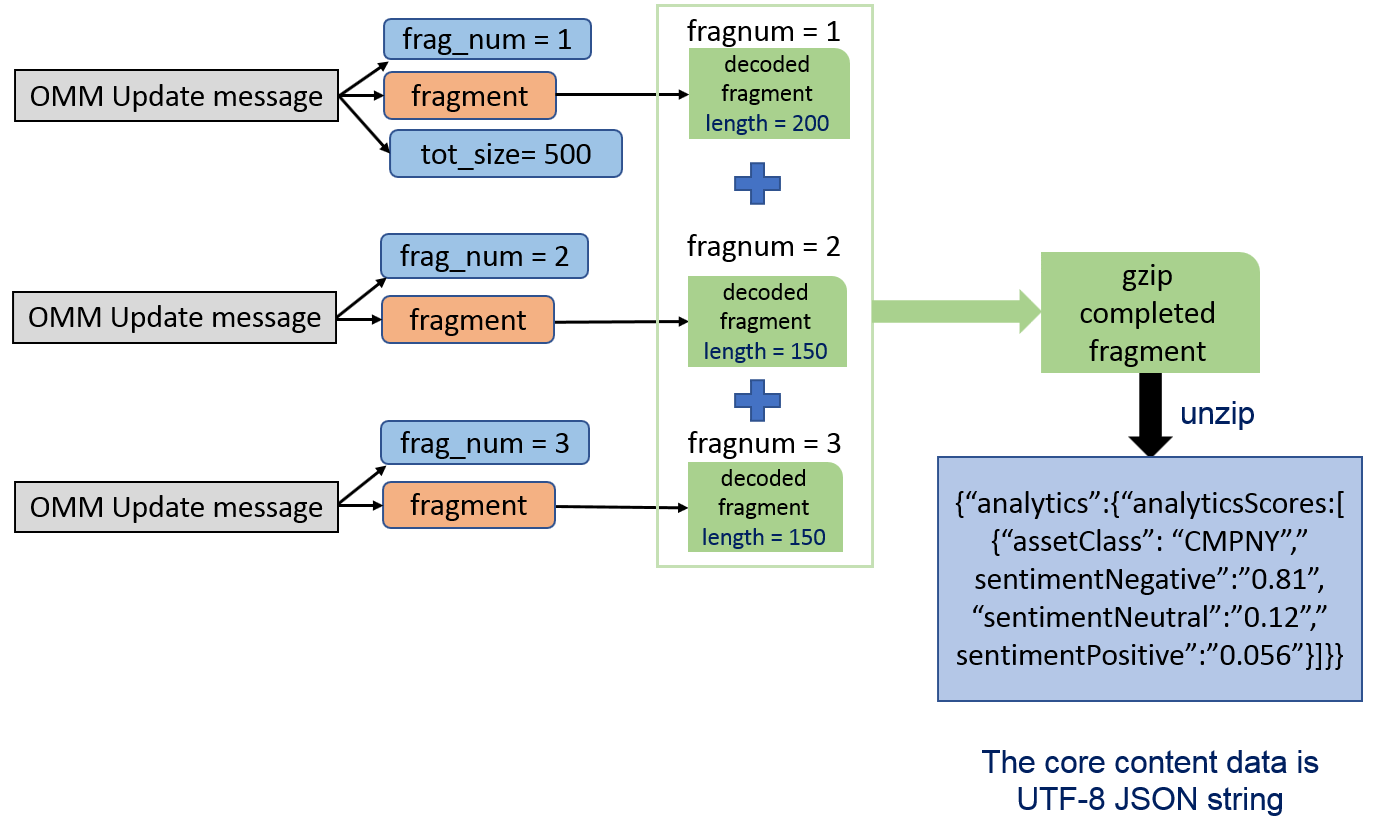 frag_num = 1
OMM Update message
fragment
tot_size= 500
fragnum = 1
decoded
fragment
length = 200
frag_num = 2
OMM Update message
fragment
fragnum = 2
decoded
fragment
length = 150
frag_num = 3
OMM Update message
fragment
fragnum = 3
decoded
fragment
length = 150
gzip
completed
fragment
unzip
{“analytics”:{“analyticsScores:[
{“assetClass”: “CMPNY”,”
sentimentNegative”:”0.81”,
“sentimentNeutral”:”0.12”,”
sentimentPositive”:”0.056”}]}}
The core content data is
UTF-8 JSON string